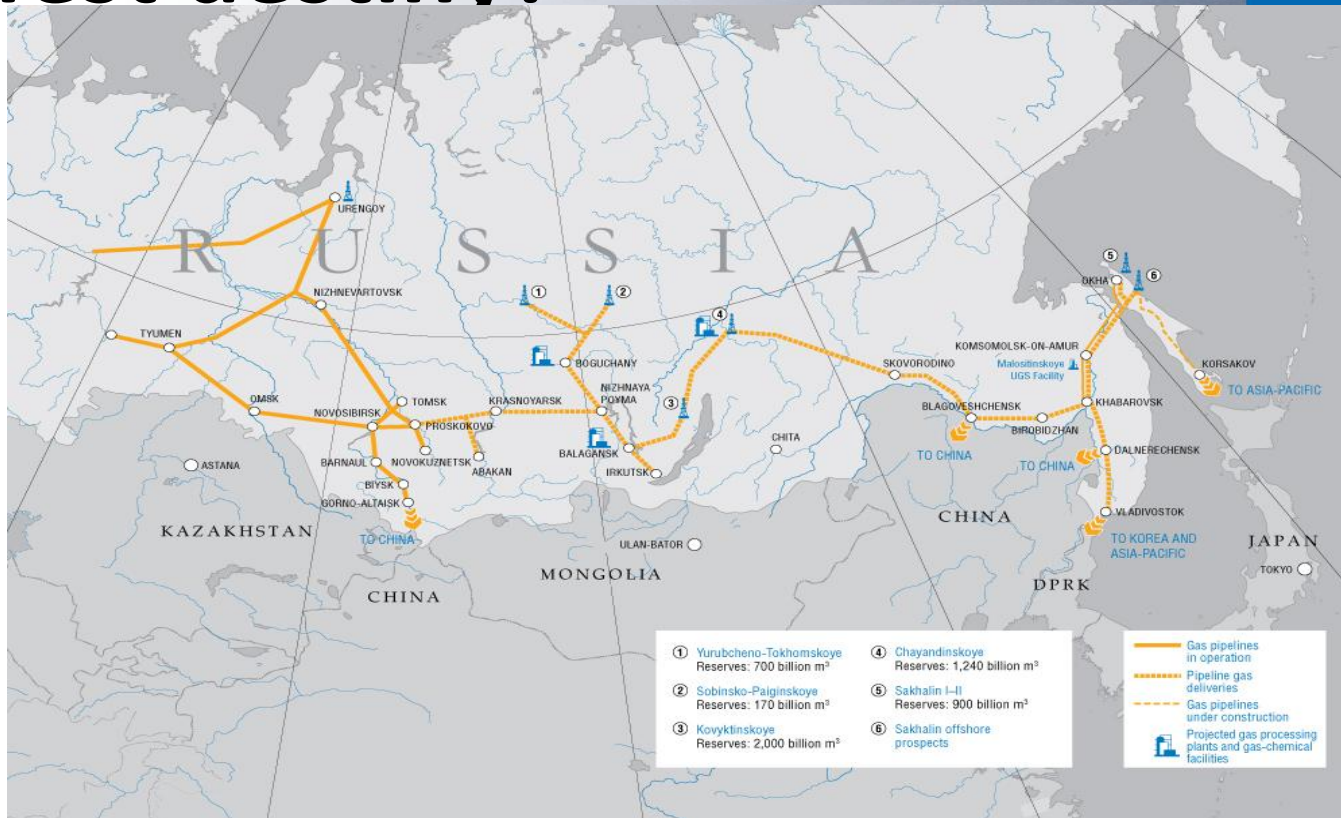 URENGOY
RUSSIA
NIZHNEVARTOVSK
TYUMEN
OMSK
NOVOSIBIRSK
TOMSK
PROSKOKOVO
KRASNOYARSK
BARNAUL
NOVOKUZNETSK
ABAKAN
BIYSK
GORNO-ALTAISK
TO CHINA
ASTANA
KAZAKHSTAN
CHINA
1
2
BOGUCHANY
NIZHNAYA
POYMA
3
4
BALAGANSK
IRKUTSK
CHITA
ULAN-BATOR
MONGOLIA
SKOVORODINO
BLAGOVESHCHENSK
TO CHINA
BIROBIDZHAN
5
6
OKHA
KOMSOMOLSK-ON-AMUR
Malositinskoye
UGS Facility
KORSAKOV
TO ASIA-PACIFIC
KHABAROVSK
DALNERECHENSK
TO CHINA
CHINA
VLADIVOSTOK
TO KOREA AND
ASIA-PACIFIC
DPRK
JAPAN
TOKYO
1 Yurubcheno-Tokhomskoye
Reserves: 700 billion m³
2 Sobinsko-Paiginskoye
Reserves: 170 billion m³
3 Kovyktinskoye
Reserves: 2,000 billion m³
4 Chayandinskoye
Reserves: 1,240 billion m³
5 Sakhalin I–II
Reserves: 900 billion m³
6 Sakhalin offshore
prospects
Gas pipelines
in operation
Pipeline gas
deliveries
Gas pipelines
under construction
Projected gas processing
plants and gas-chemical
facilities